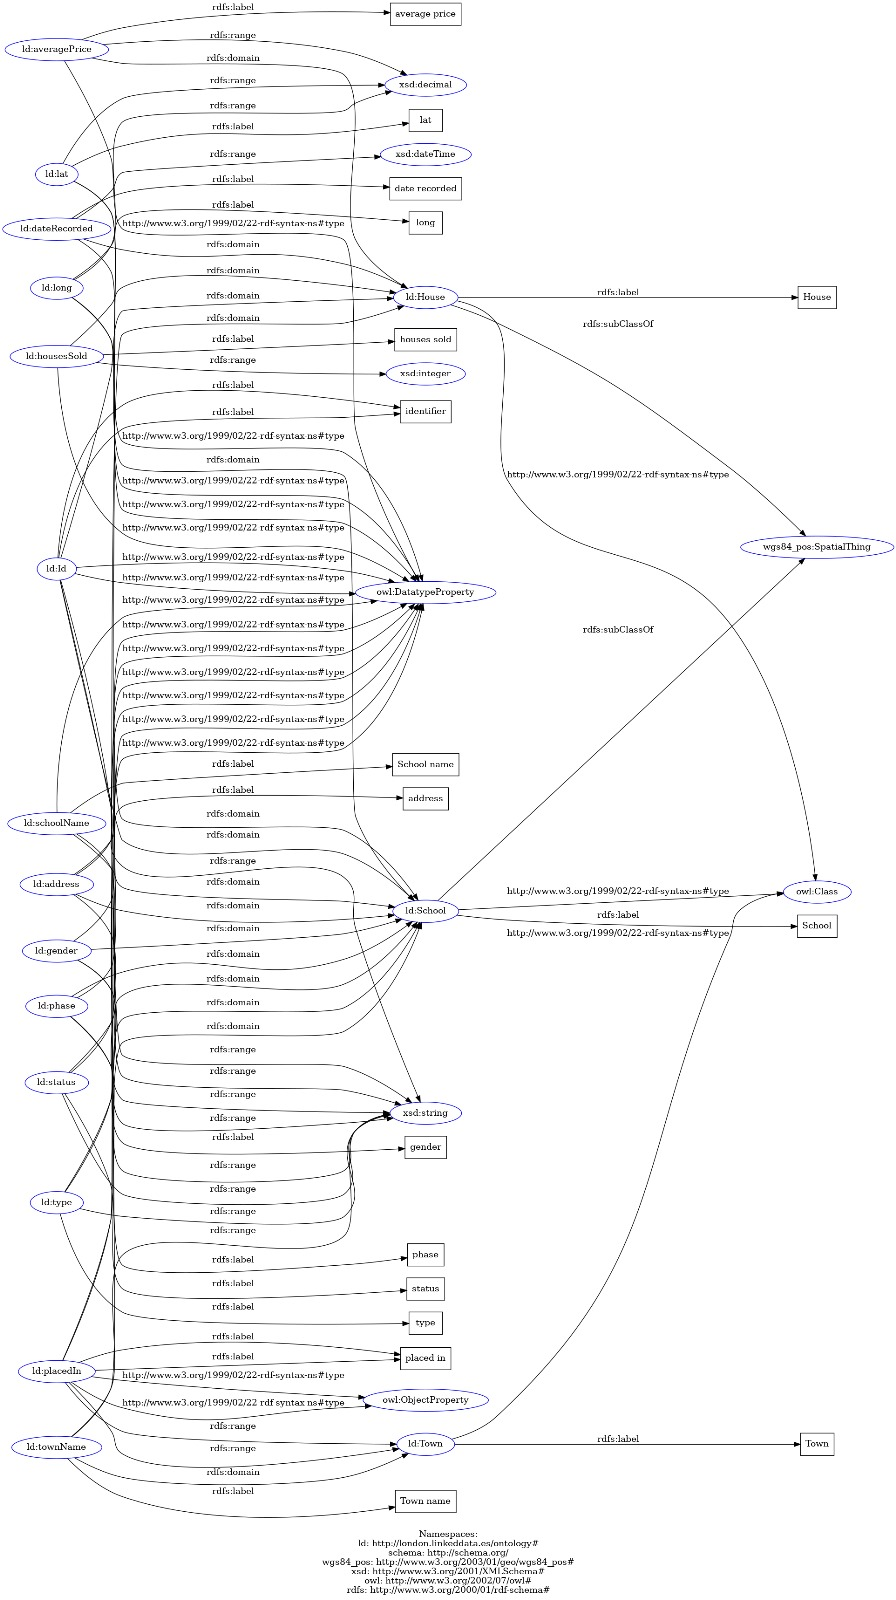 rdfs:label
average price
rdfs:range
ld:averagePrice
rdfs:domain
rdfs:range
xsd:decimal
rdfs:range
rdfs:label
lat
rdfs:range
xsd:dateTime
ld:lat
rdfs:label
date recorded
rdfs:label
long
http://www.w3.org/1999/02/22-rdf-syntax-ns#type
ld:dateRecorded
rdfs:domain
rdfs:domain
ld:long
rdfs:domain
ld:House
rdfs:label
House
rdfs:domain
rdfs:subClassOf
rdfs:label
houses sold
ld:housesSold
rdfs:range
xsd:integer
rdfs:label
rdfs:label
identifier
http://www.w3.org/1999/02/22-rdf-syntax-ns#type
rdfs:domain
http://www.w3.org/1999/02/22-rdf-syntax-ns#type
http://www.w3.org/1999/02/22-rdf-syntax-ns#type
http://www.w3.org/1999/02/22-rdf-syntax-ns#type
http://www.w3.org/1999/02/22-rdf-syntax-ns#type
wgs84_pos:SpatialThing
http://www.w3.org/1999/02/22-rdf-syntax-ns#type
ld:Id
http://www.w3.org/1999/02/22-rdf-syntax-ns#type
owl:DatatypeProperty
http://www.w3.org/1999/02/22-rdf-syntax-ns#type
http://www.w3.org/1999/02/22-rdf-syntax-ns#type
rdfs:subClassOf
http://www.w3.org/1999/02/22-rdf-syntax-ns#type
http://www.w3.org/1999/02/22-rdf-syntax-ns#type
http://www.w3.org/1999/02/22-rdf-syntax-ns#type
http://www.w3.org/1999/02/22-rdf-syntax-ns#type
http://www.w3.org/1999/02/22-rdf-syntax-ns#type
rdfs:label
School name
rdfs:label
address
rdfs:domain
ld:schoolName
rdfs:domain
rdfs:range
ld:address
rdfs:domain
http://www.w3.org/1999/02/22-rdf-syntax-ns#type
owl:Class
rdfs:domain
ld:School
rdfs:label
School
rdfs:domain
http://www.w3.org/1999/02/22-rdf-syntax-ns#type
ld:gender
rdfs:domain
rdfs:domain
ld:phase
rdfs:domain
rdfs:domain
rdfs:range
rdfs:range
ld:status
rdfs:range
xsd:string
rdfs:range
rdfs:label
gender
rdfs:range
rdfs:range
ld:type
rdfs:range
rdfs:range
phase
rdfs:label
rdfs:label
status
rdfs:label
type
rdfs:label
rdfs:label
placed in
ld:placedIn
http://www.w3.org/1999/02/22-rdf-syntax-ns#type
owl:ObjectProperty
http://www.w3.org/1999/02/22-rdf-syntax-ns#type
rdfs:range
ld:townName
rdfs:range
ld:Town
rdfs:label
Town
rdfs:domain
rdfs:label
Town name
Namespaces:
ld: http://london.linkeddata.es/ontology#
schema: http://schema.org/
wgs84_pos: http://www.w3.org/2003/01/geo/wgs84_pos#
xsd: http://www.w3.org/2001/XMLSchema#
owl: http://www.w3.org/2002/07/owl#
rdfs: http://www.w3.org/2000/01/rdf-schema#